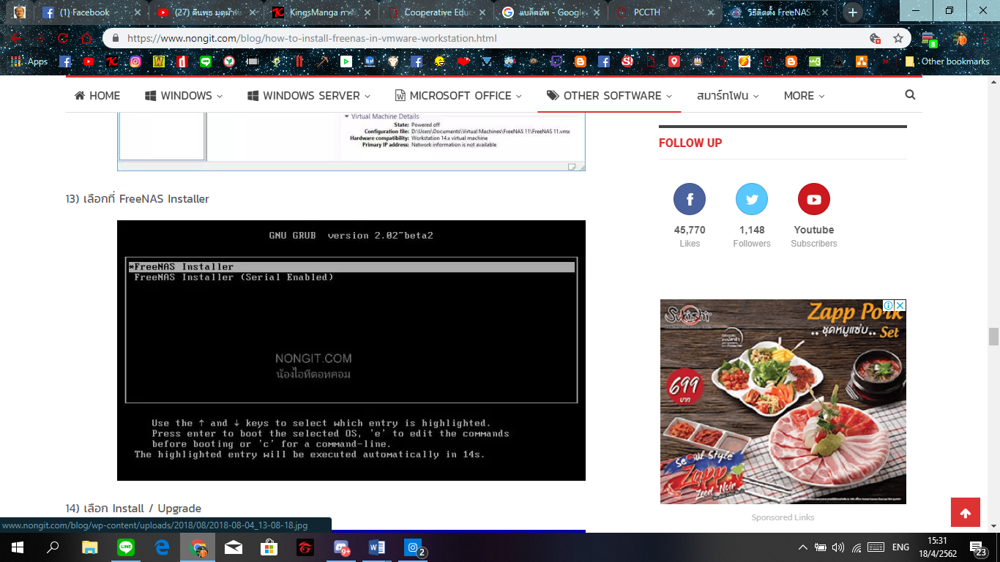 (1) Facebook
(27) คืนพุธ มุดผ้าห่ม
KingsManga การ์
Cooperative Edu
แบล็คอัพ - Google
PCCTH
วิธีติดตั้ง FreeNAS
https://www.nongit.com/blog/how-to-install-freenas-in-vmware-workstation.html
8
Apps
Other bookmarks
HOME
WINDOWS
WINDOWS SERVER
MICROSOFT OFFICE
OTHER SOFTWARE
สมาร์ทโฟน
MORE
Virtual Machine Details
State: Powered off
Configuration file: D:\Users\Documents\Virtual Machines\FreeNAS 11\FreeNAS 11.vmx
Hardware compatibility: Workstation 14.x virtual machine
Primary IP address: Network information is not available
13) เลือกที่ FreeNAS Installer
GNU GRUB version 2.02~beta2
*FreeNAS Installer
FreeNAS Installer (Serial Enabled)
NONGIT.COM
น้องไอทีดอทคอม
Use the ↑ and ↓ keys to select which entry is highlighted.
Press enter to boot the selected OS, `e' to edit the commands
before booting or `c' for a command-line.
The highlighted entry will be executed automatically in 14s.
14) เลือก Install / Upgrade
www.nongit.com/blog/wp-content/uploads/2018/08/2018-08-04_13-08-18.jpg
FOLLOW UP
45,770
Likes
1,148
Followers
Youtube
Subscribers
Sukishi
Zapp Pork
.. ชุดหมูแซ่บ.. Set
699
บาท
Seoul Style
Zapp
Zeed Noir
Sponsored Links
9+
2
ENG
15:31
18/4/2562
23